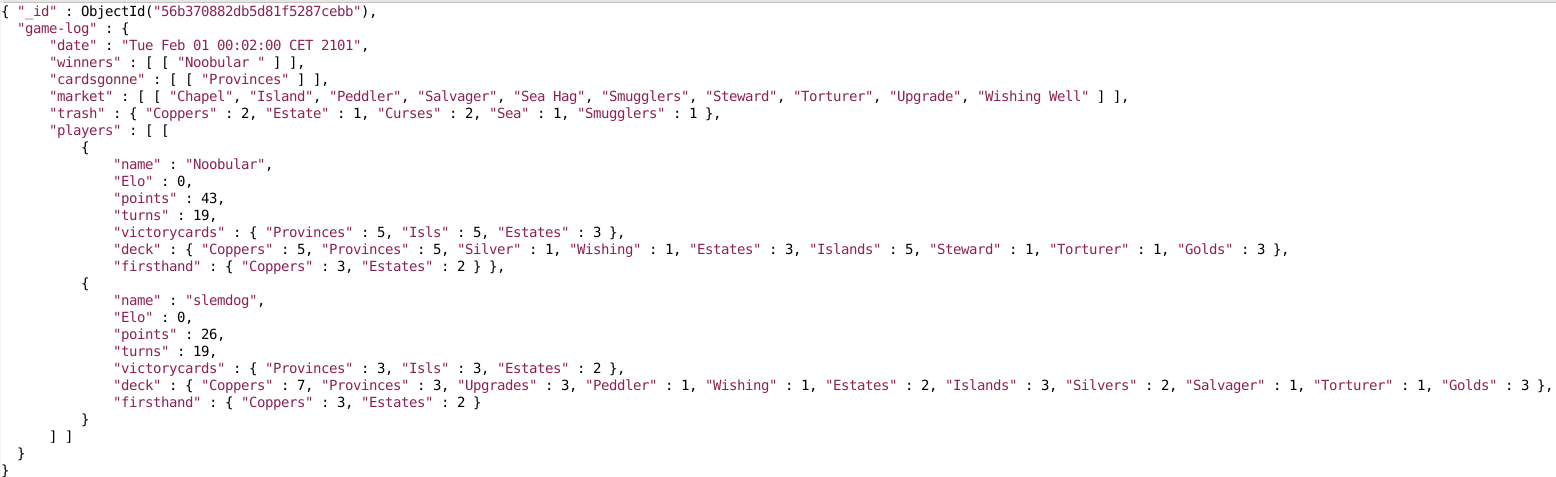 { "_id" : ObjectId("56b370882db5d81f5287cebb"),
"game-log" : {
"date" : "Tue Feb 01 00:02:00 CET 2101",
"winners" : [ [ "Noobular " ] ],
"cardsgonne" : [ [ "Provinces" ] ],
"market" : [ [ "Chapel", "Island", "Peddler", "Salvager", "Sea Hag", "Smugglers", "Steward", "Torturer", "Upgrade", "Wishing Well" ] ],
"trash" : { "Coppers" : 2, "Estate" : 1, "Curses" : 2, "Sea" : 1, "Smugglers" : 1 },
"players" : [ [
{
"name" : "Noobular",
"Elo" : 0,
"points" : 43,
"turns" : 19,
"victorycards" : { "Provinces" : 5, "Isls" : 5, "Estates" : 3 },
"deck" : { "Coppers" : 5, "Provinces" : 5, "Silver" : 1, "Wishing" : 1, "Estates" : 3, "Islands" : 5, "Steward" : 1, "Torturer" : 1, "Golds" : 3 },
"firsthand" : { "Coppers" : 3, "Estates" : 2 } },
{
"name" : "slemdog",
"Elo" : 0,
"points" : 26,
"turns" : 19,
"victorycards" : { "Provinces" : 3, "Isls" : 3, "Estates" : 2 },
"deck" : { "Coppers" : 7, "Provinces" : 3, "Upgrades" : 3, "Peddler" : 1, "Wishing" : 1, "Estates" : 2, "Islands" : 3, "Silvers" : 2, "Salvager" : 1, "Torturer" : 1, "Golds" : 3 },
"firsthand" : { "Coppers" : 3, "Estates" : 2 }
}
] ]
}
}